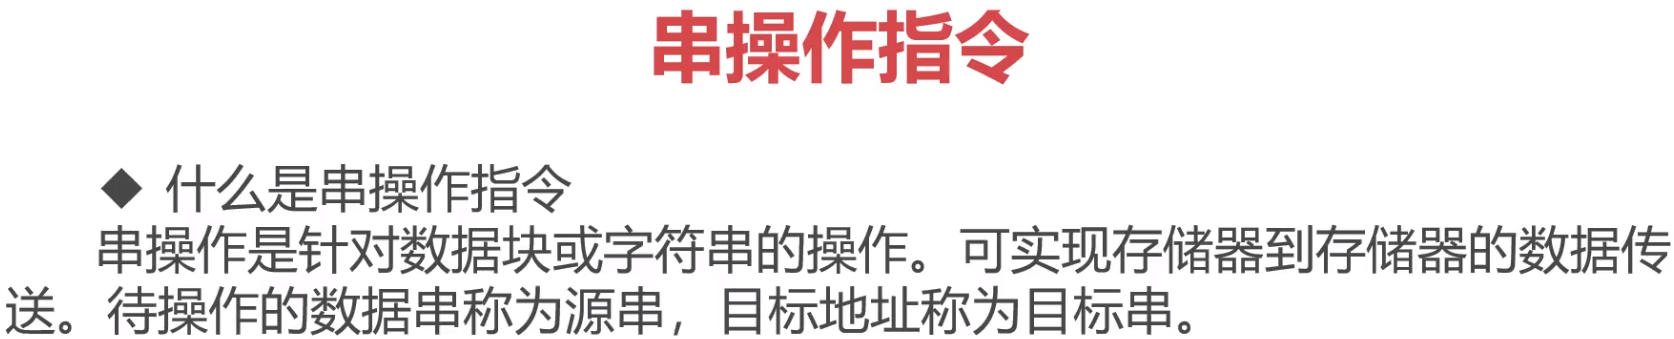 串操作指令
◆ 什么是串操作指令
串操作是针对数据块或字符串的操作。可实现存储器到存储器的数据传
送。待操作的数据串称为源串，目标地址称为目标串。